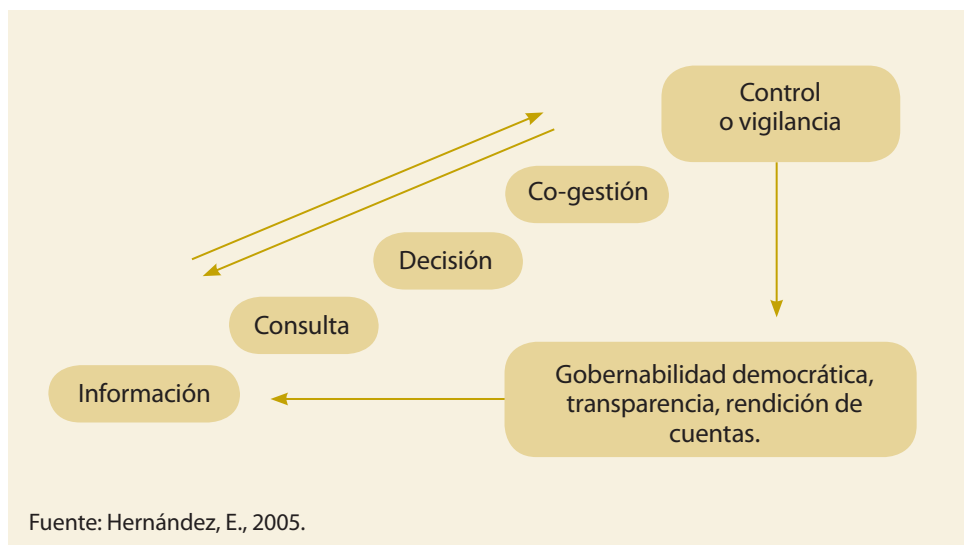 Control
o vigilancia
Co-gestión
Decisión
Consulta
Información
Gobernabilidad democrática,
transparencia, rendición de
cuentas.
Fuente: Hernández, E., 2005.